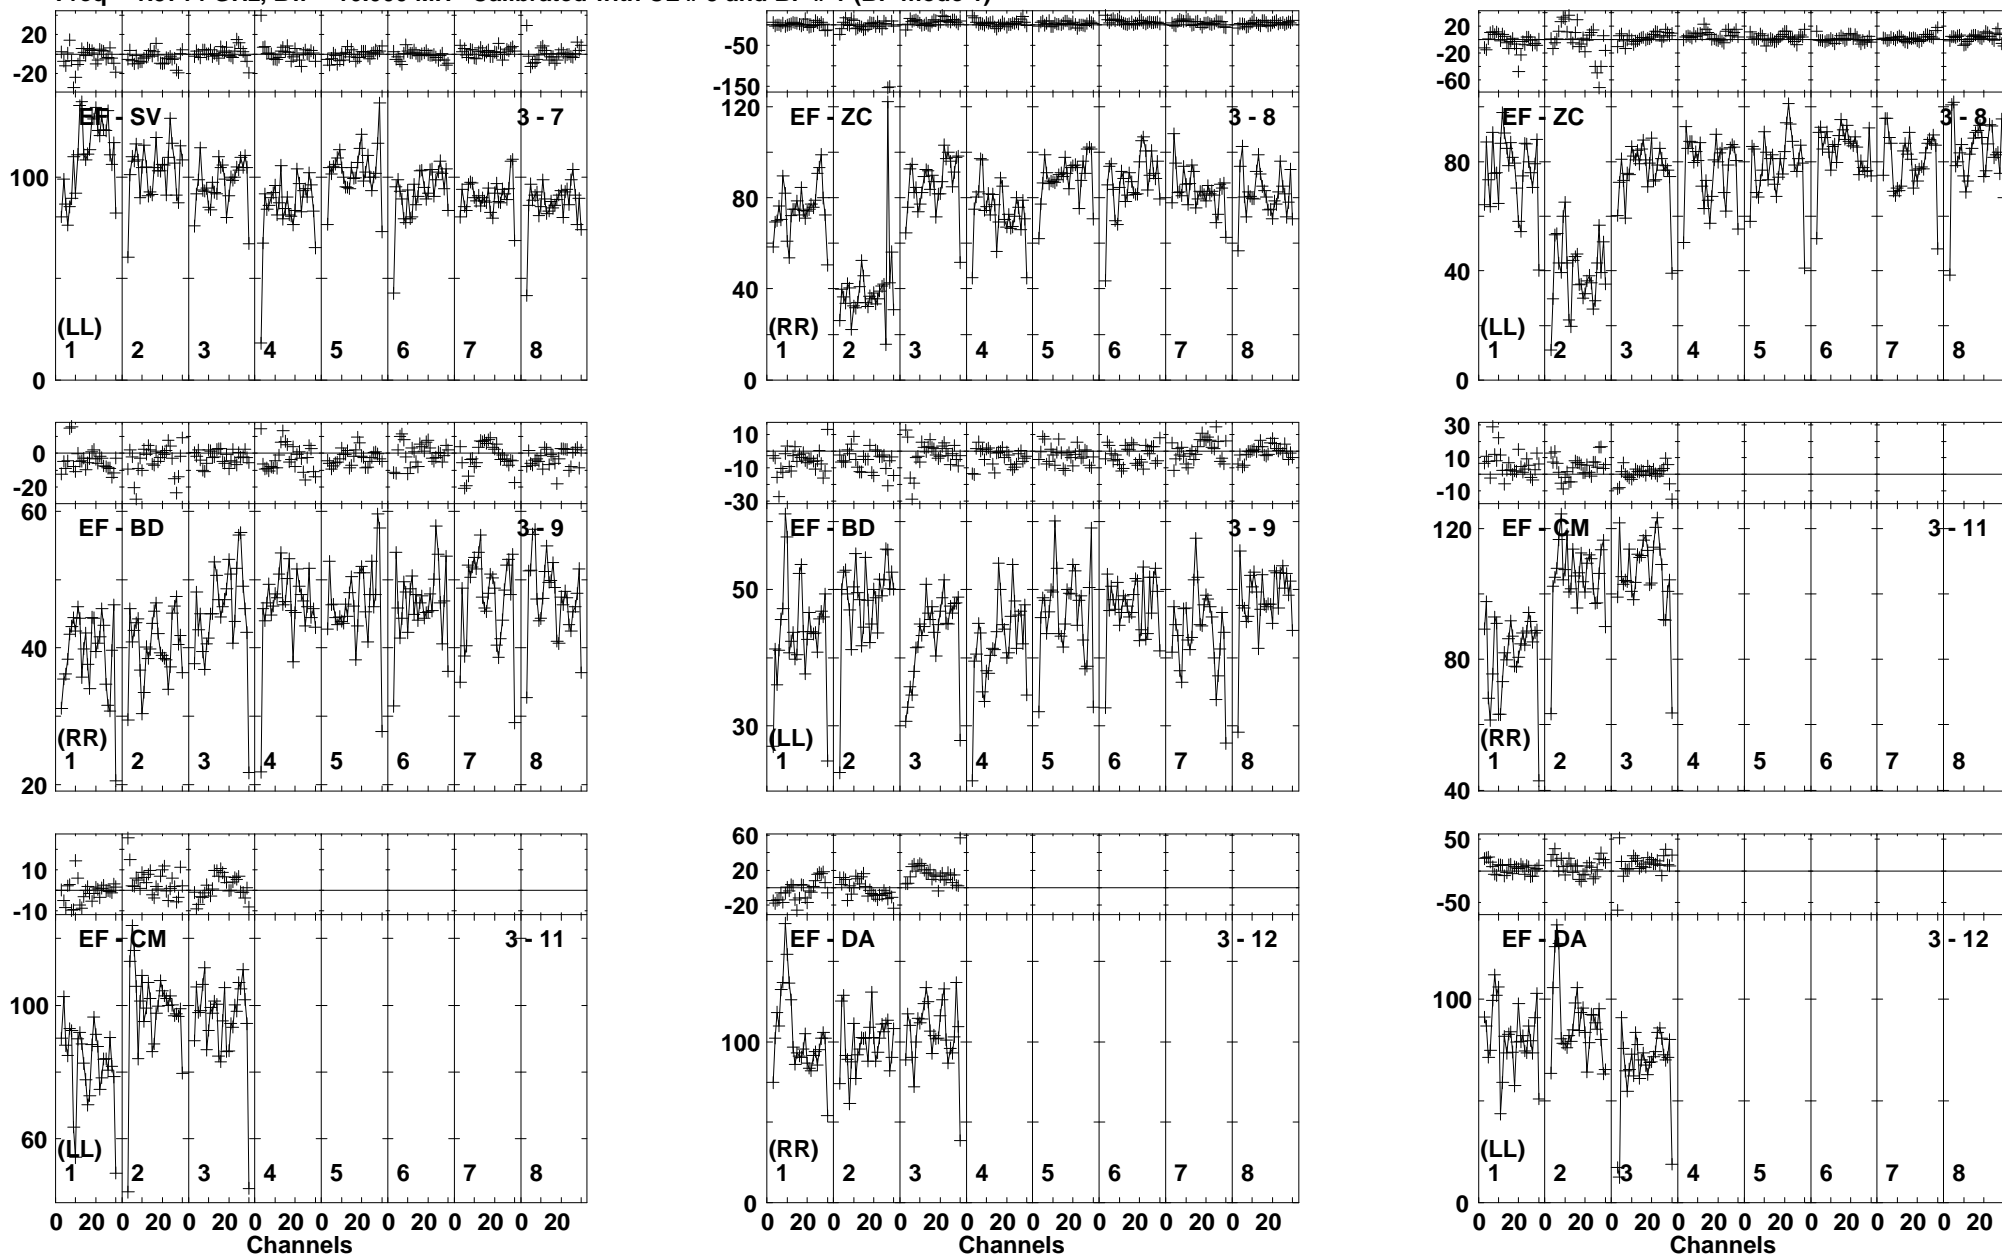 20 -20 EF - SV 3 - 7 100 0 (LL) 1 2 3 4 5 6 7 8
-50 -150 120 EF - ZC 3 - 8 80 40 0 (RR) 1 2 3 4 5 6 7 8
20 -20 -60 EF - ZC 3 - 8 80 40 0 (LL) 1 2 3 4 5 6 7 8
0 -20 60 EF - BD 3 - 9 40 20 (RR) 1 2 3 4 5 6 7 8
10 -10 -30 EF - BD 3 - 9 50 30 (LL) 1 2 3 4 5 6 7 8
30 10 -10 120 EF - CM 3 - 11 80 40 (RR) 1 2 3 4 5 6 7 8
10 -10 EF - CM 3 - 11 100 60 (LL) 1 2 3 4 5 6 7 8
60 20 -20 EF - DA 3 - 12 100 0 (RR) 1 2 3 4 5 6 7 8
50 -50 EF - DA 3 - 12 100 0 (LL) 1 2 3 4 5 6 7 8
0 20 0 20 0 20 0 20 0 20 0 20 0 20 0 20
Channels
0 20 0 20 0 20 0 20 0 20 0 20 0 20 0 20
Channels
0 20 0 20 0 20 0 20 0 20 0 20 0 20 0 20
Channels